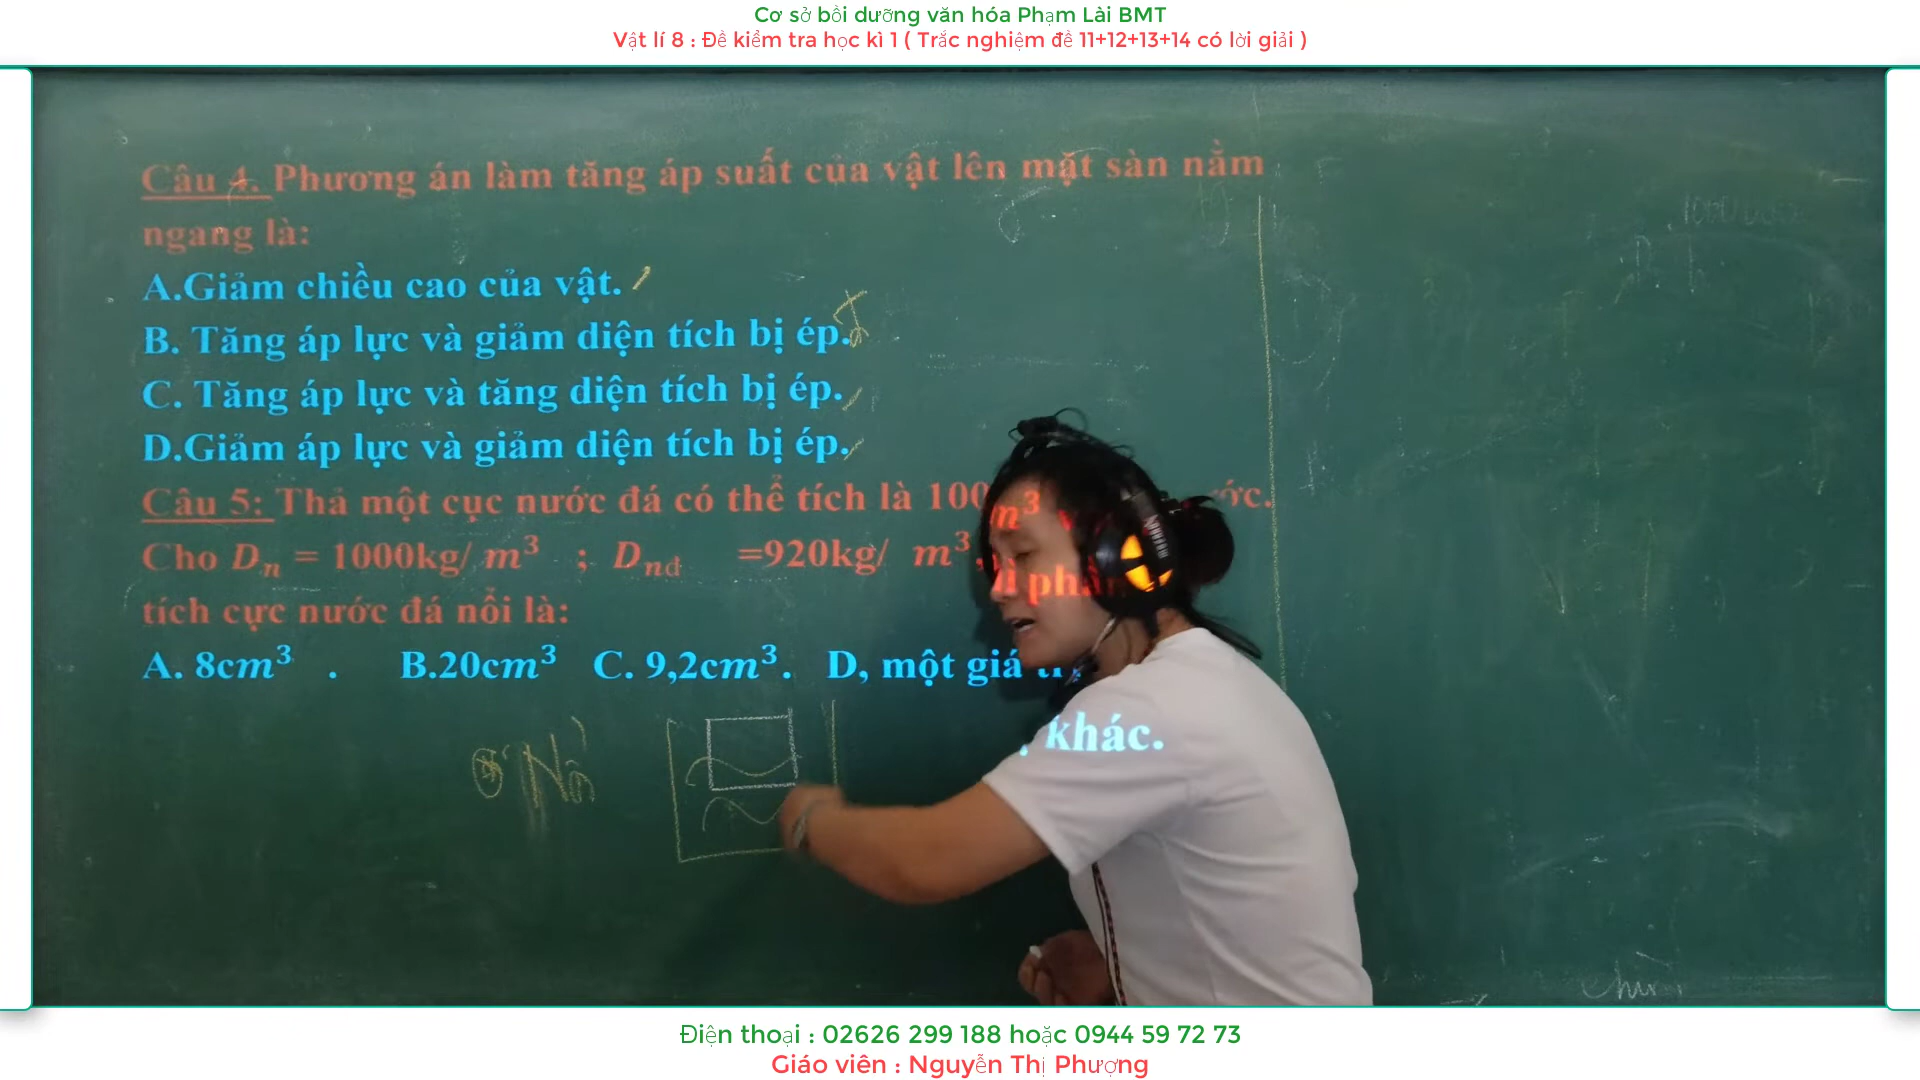 Cơ sở bồi dưỡng văn hóa Phạm Lài BMT
Vật lí 8 : Đề kiểm tra học kì 1 ( Trắc nghiệm đề 11+12+13+14 có lời giải )
Câu 4. Phương án làm tăng áp suất của vật lên mặt sàn nằm
ngang là:
A.Giảm chiều cao của vật.
B. Tăng áp lực và giảm diện tích bị ép.
C. Tăng áp lực và tăng diện tích bị ép.
D.Giảm áp lực và giảm diện tích bị ép.
Câu 5: Thả một cục nước đá có thể tích là 100 m³
Cho Dₙ = 1000kg/ m³ ; Dₙđ =920kg/ m³,
tích cực nước đá nổi là:
A. 8cm³ . B.20cm³ C. 9,2cm³. D, một giá
khác.
Nổi
Điện thoại : 02626 299 188 hoặc 0944 59 72 73
Giáo viên : Nguyễn Thị Phượng